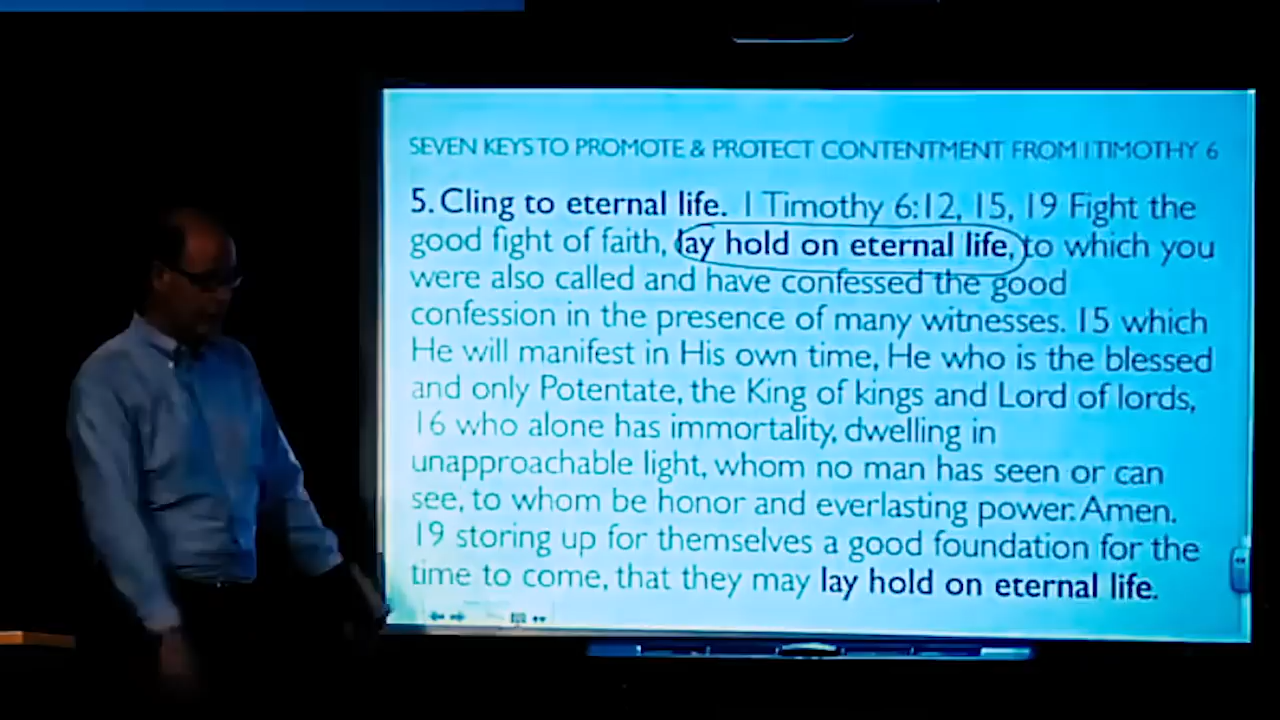 SEVEN KEYS TO PROMOTE & PROTECT CONTENTMENT FROM I TIMOTHY 6
5. Cling to eternal life. 1 Timothy 6:12, 15, 19 Fight the
good fight of faith, lay hold on eternal life, to which you
were also called and have confessed the good
confession in the presence of many witnesses. 15 which
He will manifest in His own time, He who is the blessed
and only Potentate, the King of kings and Lord of lords,
16 who alone has immortality, dwelling in
unapproachable light, whom no man has seen or can
see, to whom be honor and everlasting power. Amen.
19 storing up for themselves a good foundation for the
time to come, that they may lay hold on eternal life.